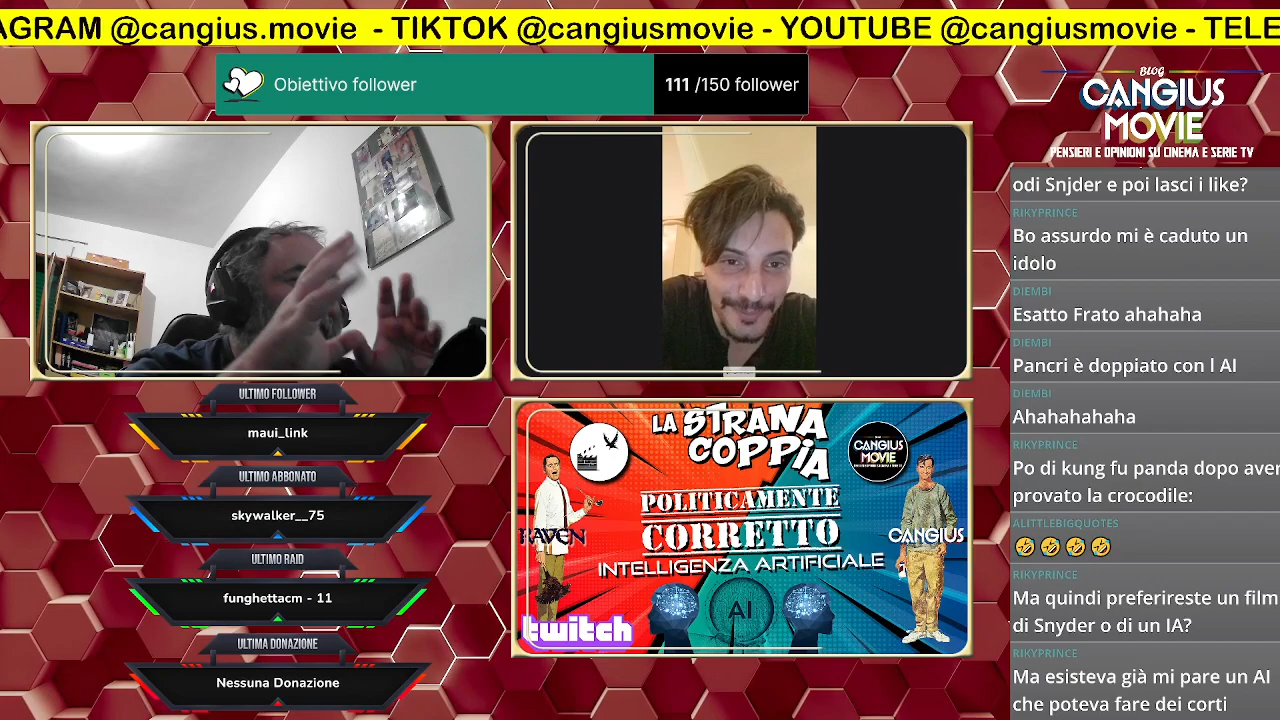 AGRAM @cangius.movie - TIKTOK @cangiusmovie - YOUTUBE @cangiusmovie - TELE
Obiettivo follower
111 /150 follower
BLOG
CANGIUS
MOVIE
PENSIERI E OPINIONI SU CINEMA E SERIE TV
odi Snjder e poi lasci i like?
RIKYPRINCE
Bo assurdo mi è caduto un
idolo
DIEMBI
Esatto Frato ahahaha
DIEMBI
Pancri è doppiato con l AI
DIEMBI
Ahahahahaha
RIKYPRINCE
Po di kung fu panda dopo aver
provato la crocodile:
ALITTLEBIGQUOTES
RIKYPRINCE
Ma quindi preferireste un film
di Snyder o di un IA?
RIKYPRINCE
Ma esisteva già mi pare un AI
che poteva fare dei corti
ULTIMO FOLLOWER
maui_link
ULTIMO ABBONATO
skywalker__75
ULTIMO RAID
funghettacm - 11
ULTIMA DONAZIONE
Nessuna Donazione
LA STRANA
COPPIA
CANGIUS
MOVIE
POLITICAMENTE
CORRETTO
RAVEN
CANGIUS
INTELLIGENZA ARTIFICIALE
AI
twitch